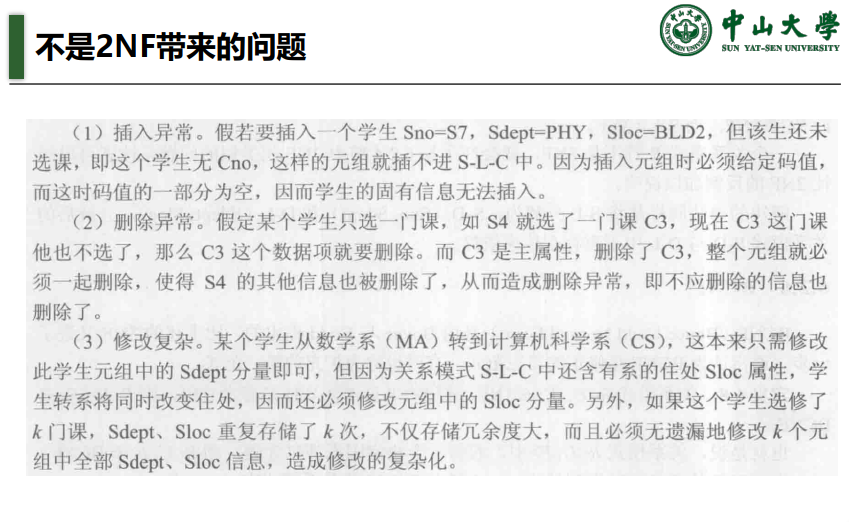 不是2NF带来的问题
中山大学
SUN YAT-SEN UNIVERSITY
（1）插入异常。假若要插入一个学生 Sno=S7，Sdept=PHY，Sloc=BLD2，但该生还未
选课，即这个学生无 Cno，这样的元组就插不进 S-L-C 中。因为插入元组时必须给定码值，
而这时码值的一部分为空，因而学生的固有信息无法插入。
（2）删除异常。假定某个学生只选一门课，如 S4 就选了一门课 C3，现在 C3 这门课
他也不选了，那么 C3 这个数据项就要删除。而 C3 是主属性，删除了 C3，整个元组就必
须一起删除，使得 S4 的其他信息也被删除了，从而造成删除异常，即不应删除的信息也
删除了。
（3）修改复杂。某个学生从数学系（MA）转到计算机科学系（CS），这本来只需修改
此学生元组中的 Sdept 分量即可，但因为关系模式 S-L-C 中还含有系的住处 Sloc 属性，学
生转系将同时改变住处，因而还必须修改元组中的 Sloc 分量。另外，如果这个学生选修了
k 门课，Sdept、Sloc 重复存储了 k 次，不仅存储冗余度大，而且必须无遗漏地修改 k 个元
组中全部 Sdept、Sloc 信息，造成修改的复杂化。